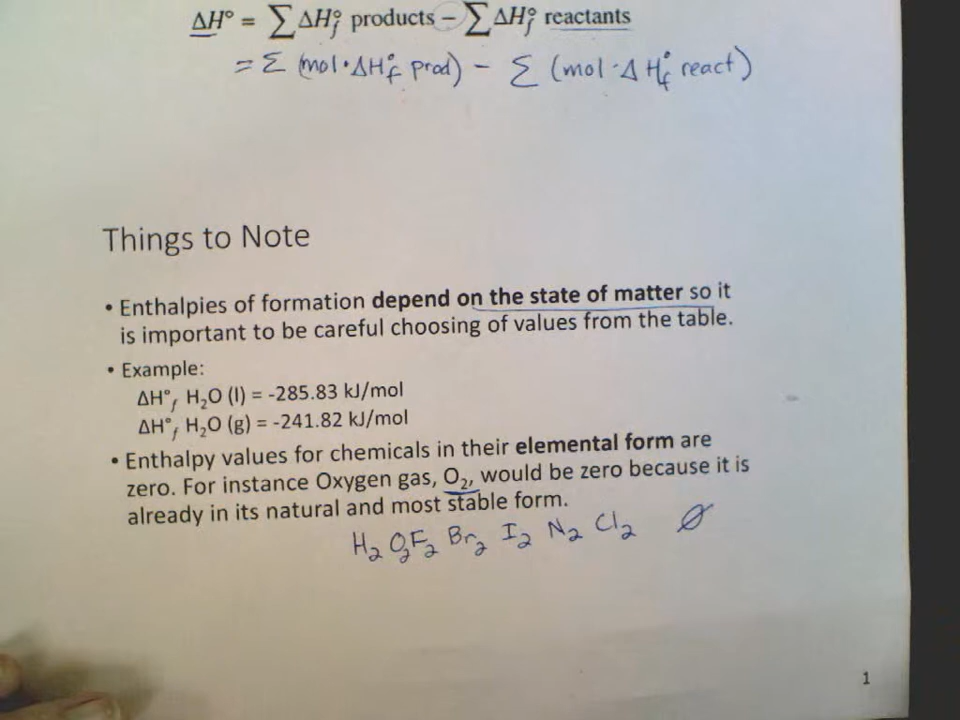 ΔH° = ∑ΔH°f products − ∑ΔH°f reactants
= Σ (mol·ΔH°f prod) − Σ (mol·ΔH°f react)
Things to Note
• Enthalpies of formation depend on the state of matter so it
is important to be careful choosing of values from the table.
• Example:
ΔH°f H₂O (l) = -285.83 kJ/mol
ΔH°f H₂O (g) = -241.82 kJ/mol
• Enthalpy values for chemicals in their elemental form are
zero. For instance Oxygen gas, O₂, would be zero because it is
already in its natural and most stable form.
H₂ O₂ F₂ Br₂ I₂ N₂ Cl₂ Ø
1